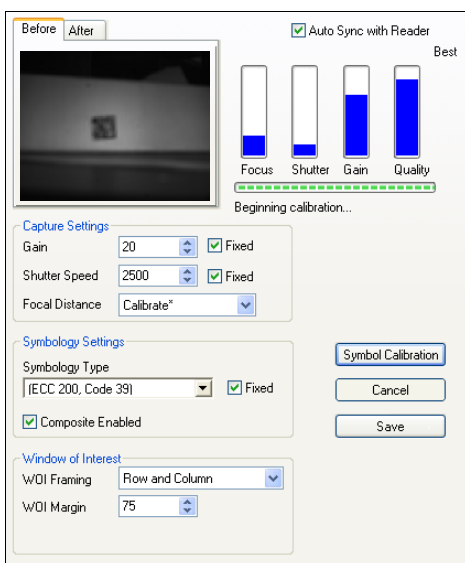 Before After
Auto Sync with Reader
Best
Focus Shutter Gain Quality
Beginning calibration...
Capture Settings
Gain 20 Fixed
Shutter Speed 2500 Fixed
Focal Distance Calibrate*
Symbology Settings
Symbology Type
(ECC 200, Code 39) Fixed
Composite Enabled
Symbol Calibration
Cancel
Save
Window of Interest
WOI Framing Row and Column
WOI Margin 75